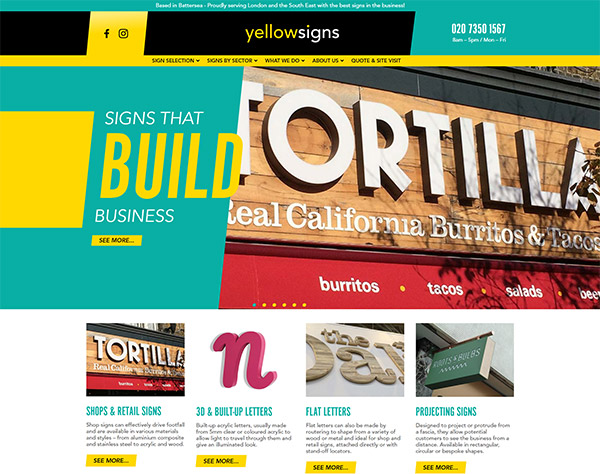 Based in Battersea - Proudly serving London and the South East with the best signs in the business!
yellowsigns
020 7350 1567
8am – 5pm / Mon – Fri
SIGN SELECTION SIGNS BY SECTOR WHAT WE DO ABOUT US QUOTE & SITE VISIT
SIGNS THAT
BUILD
BUSINESS
SEE MORE...
TORTILLA
Real California Burritos & Tacos
burritos • tacos • salads • bee
TORTILLA
Real California Burritos
burritos • tacos
SHOPS & RETAIL SIGNS
Shop signs can effectively drive footfall
and are available in various materials
and styles – from aluminium composite
and stainless steel to acrylic and wood.
SEE MORE...
n
3D & BUILT-UP LETTERS
Built-up acrylic letters, usually made
from 5mm clear or coloured acrylic to
allow light to travel through them and
give an illuminated look.
SEE MORE...
the
Dai
FLAT LETTERS
Flat letters can also be made by
routering to shape from a variety of
wood or metal and ideal for shop and
retail signs, attached directly or with
stand-off locators.
SEE MORE...
ROOTS & BULBS
PROJECTING SIGNS
Designed to project or protrude from
a fascia, they allow potential
customers to see the business from a
distance. Available in rectangular,
circular or bespoke shapes.
SEE MORE...